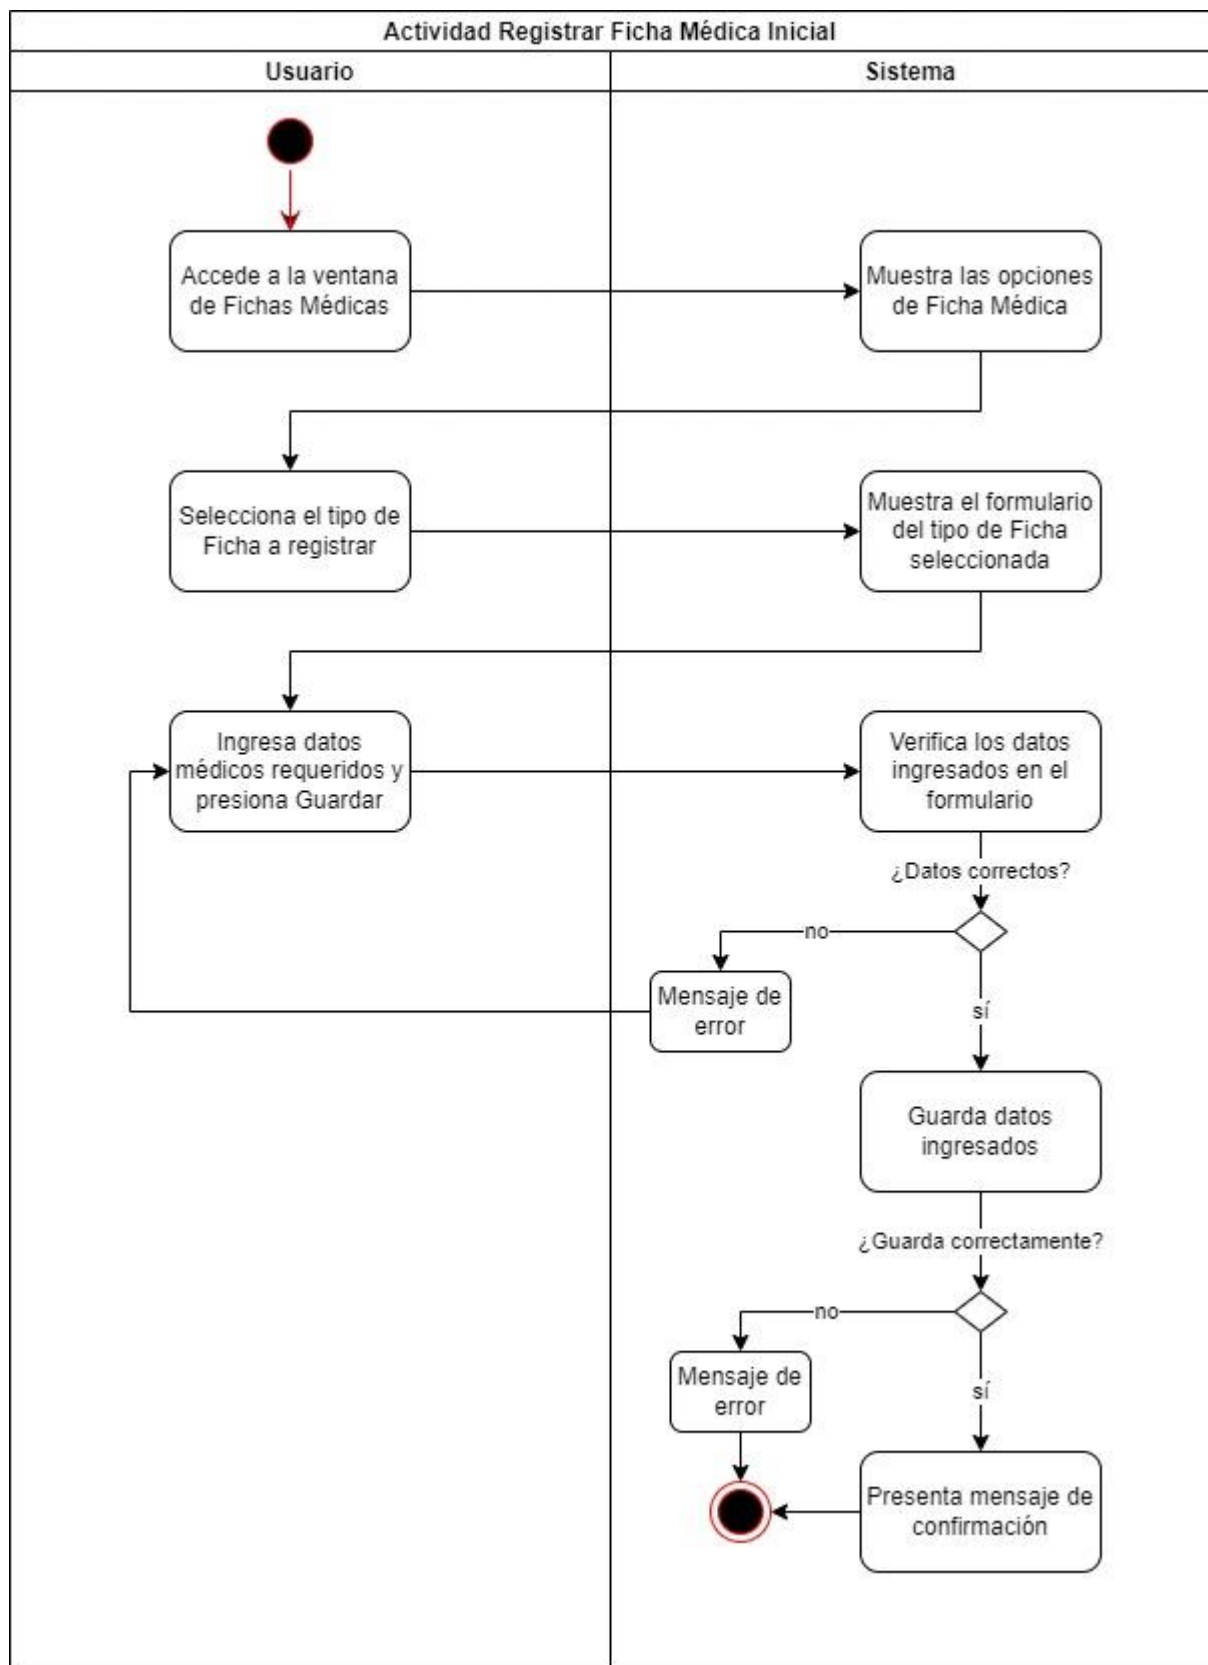 Actividad Registrar Ficha Médica Inicial
Usuario
Sistema
Accede a la ventana
de Fichas Médicas
Muestra las opciones
de Ficha Médica
Selecciona el tipo de
Ficha a registrar
Muestra el formulario
del tipo de Ficha
seleccionada
Ingresa datos
médicos requeridos y
presiona Guardar
Verifica los datos
ingresados en el
formulario
¿Datos correctos?
no
Mensaje de
error
sí
Guarda datos
ingresados
¿Guarda correctamente?
no
Mensaje de
error
sí
Presenta mensaje de
confirmación